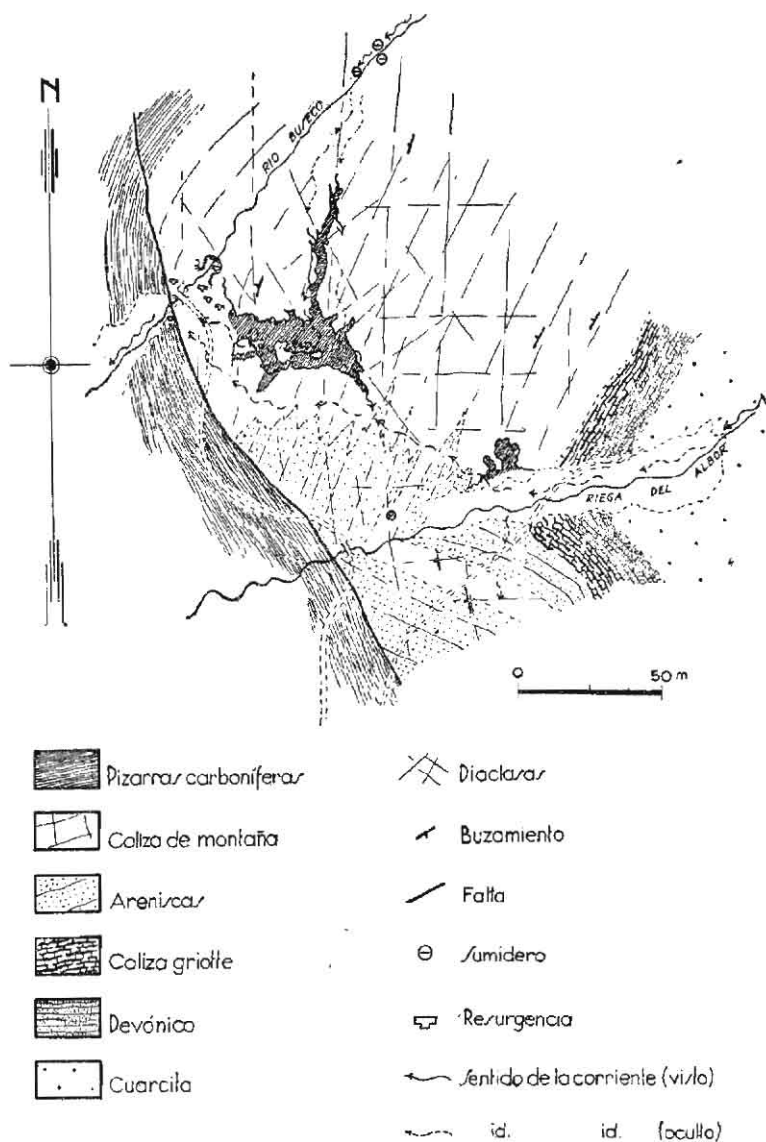 N
RIO BUSECO
RIEGA DEL ALBOR
0 50 m
Pizarras carboníferas
Caliza de montaña
Areniscas
Caliza griotte
Devónico
Cuarcita
Diaclasas
Buzamiento
Falla
Sumidero
Resurgencia
Sentido de la corriente (visto)
id. id. (oculto)